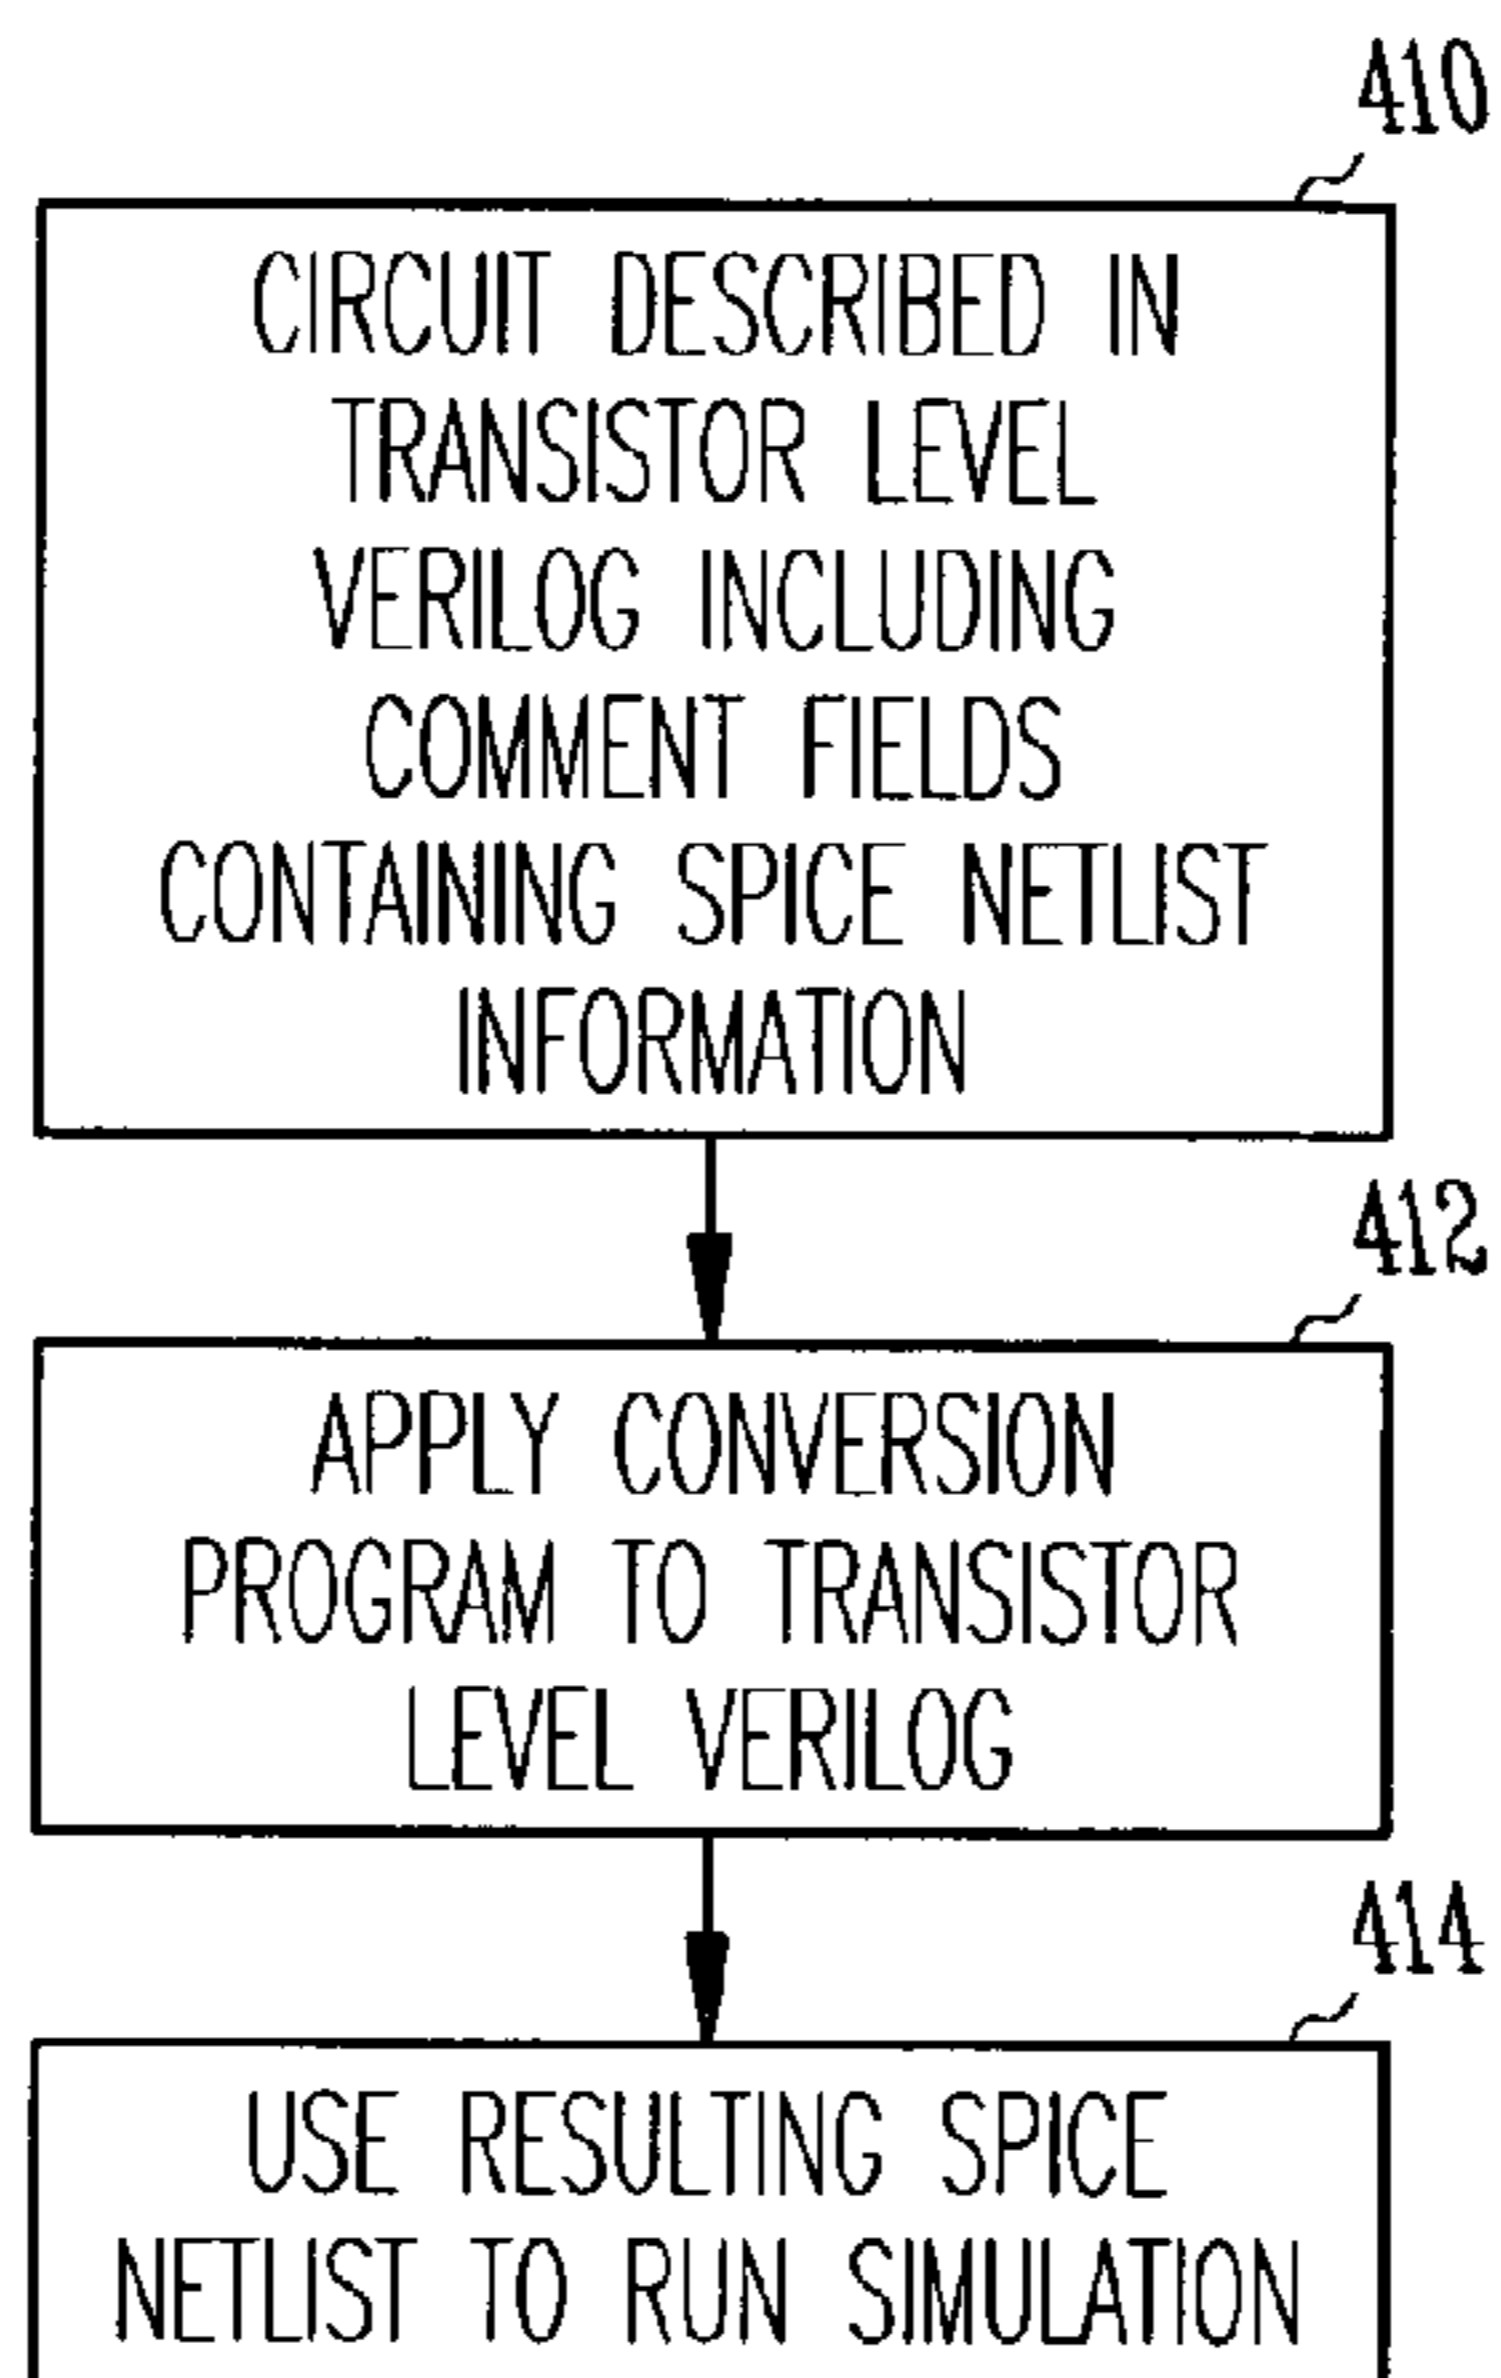 410
CIRCUIT DESCRIBED IN
TRANSISTOR LEVEL
VERILOG INCLUDING
COMMENT FIELDS
CONTAINING SPICE NETLIST
INFORMATION
412
APPLY CONVERSION
PROGRAM TO TRANSISTOR
LEVEL VERILOG
414
USE RESULTING SPICE
NETLIST TO RUN SIMULATION